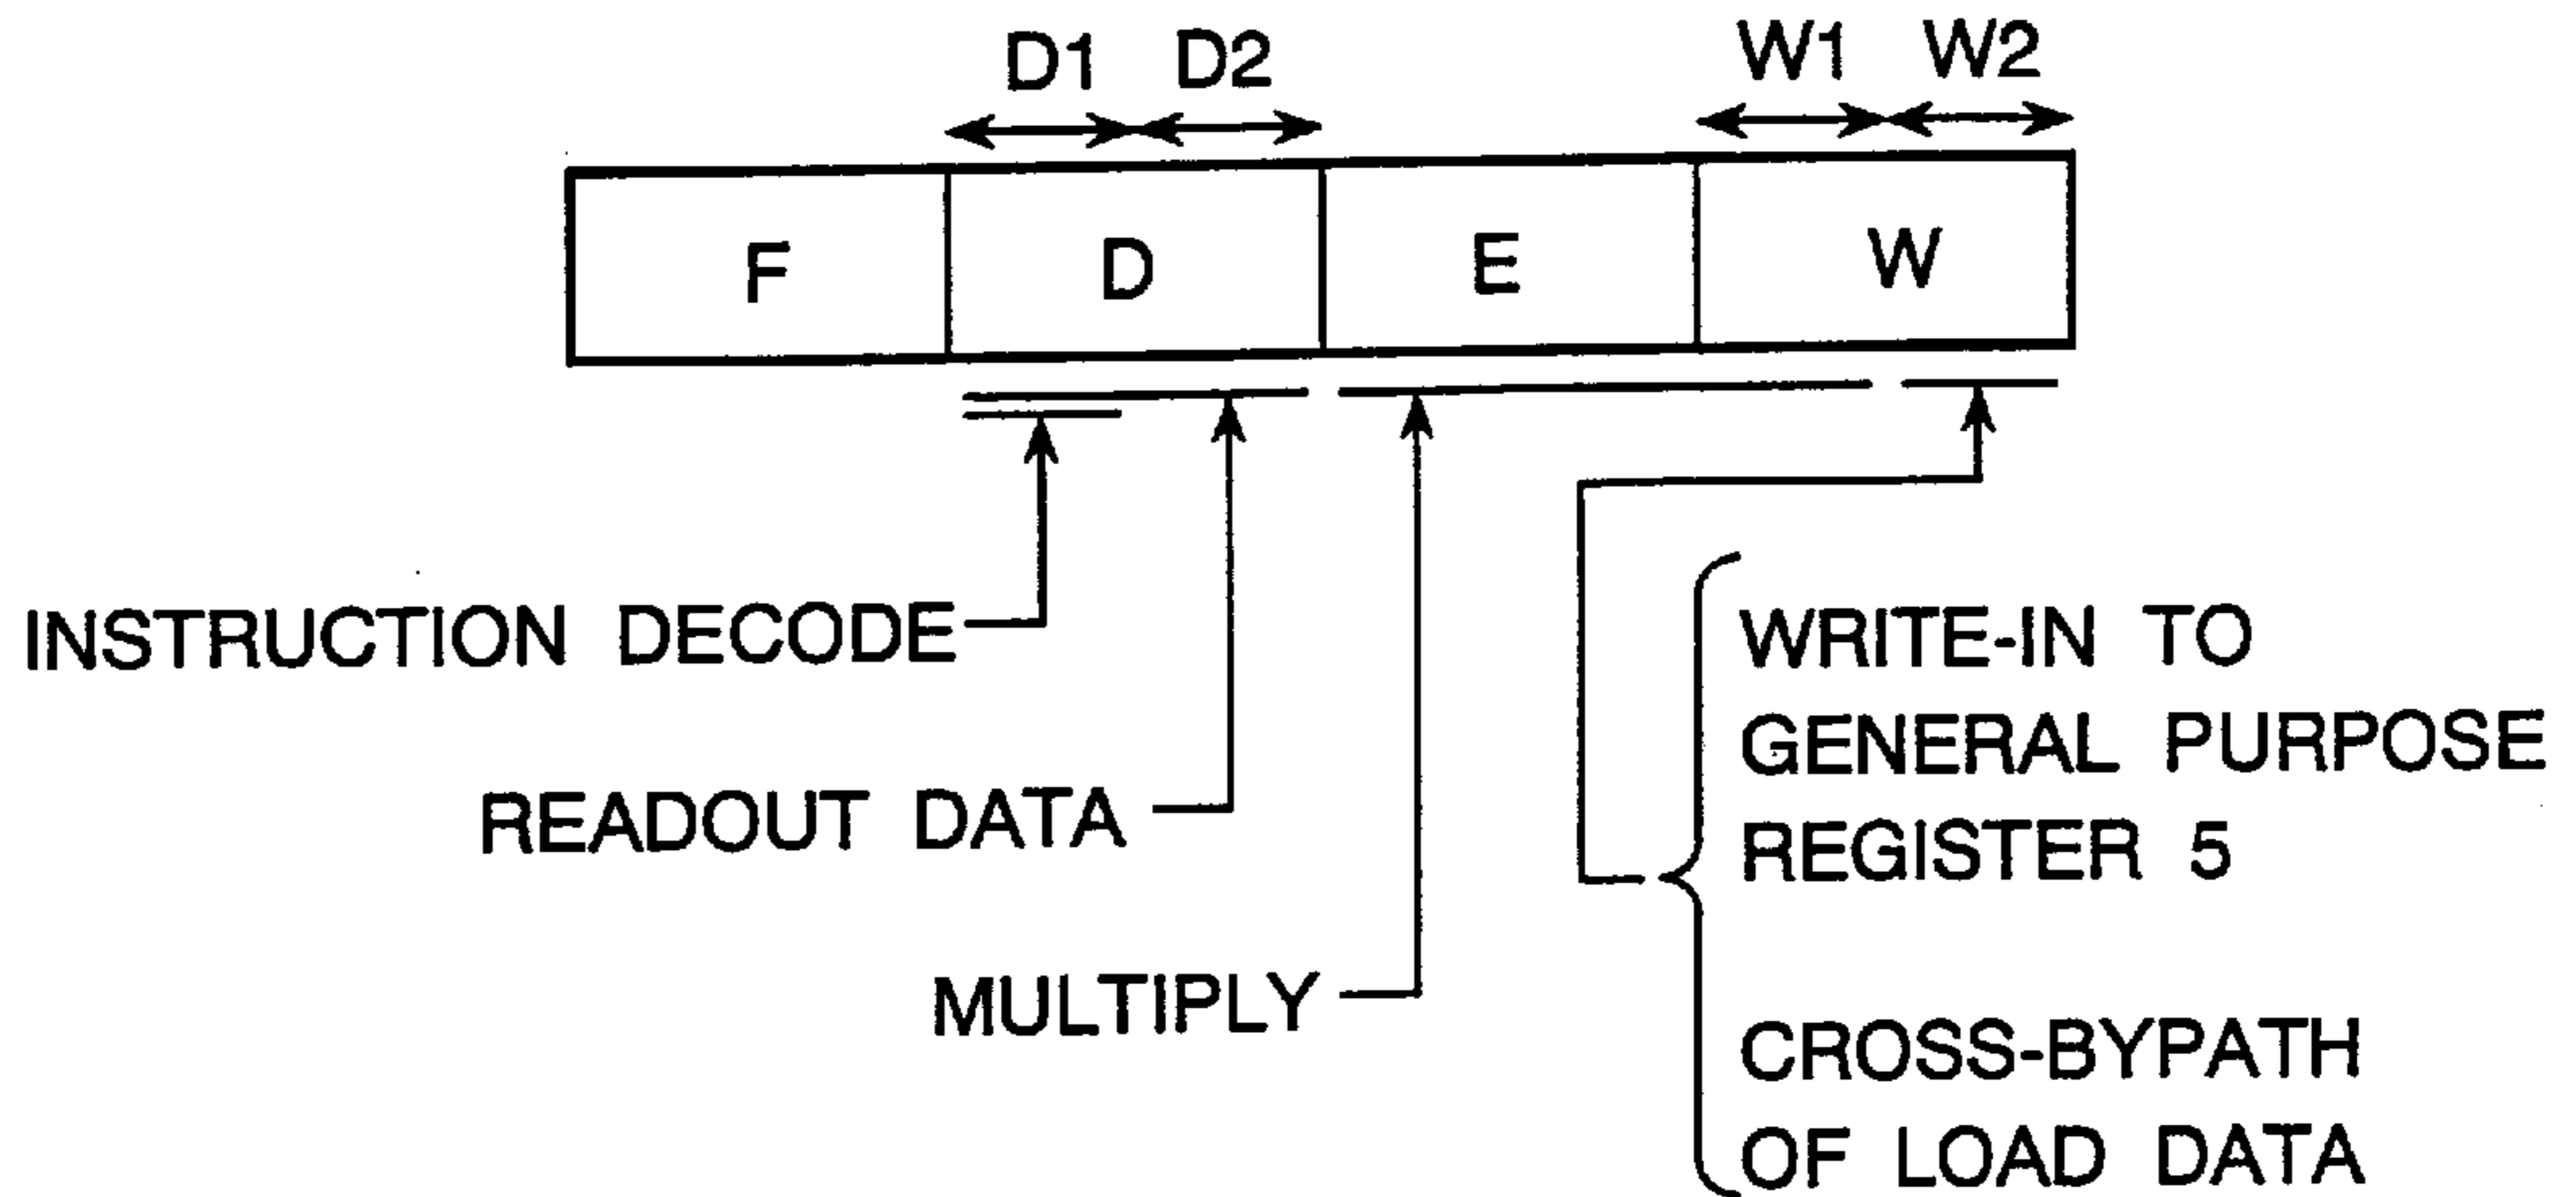 D1 D2 W1 W2
F D E W
INSTRUCTION DECODE
READOUT DATA
MULTIPLY
WRITE-IN TO
GENERAL PURPOSE
REGISTER 5
CROSS-BYPATH
OF LOAD DATA